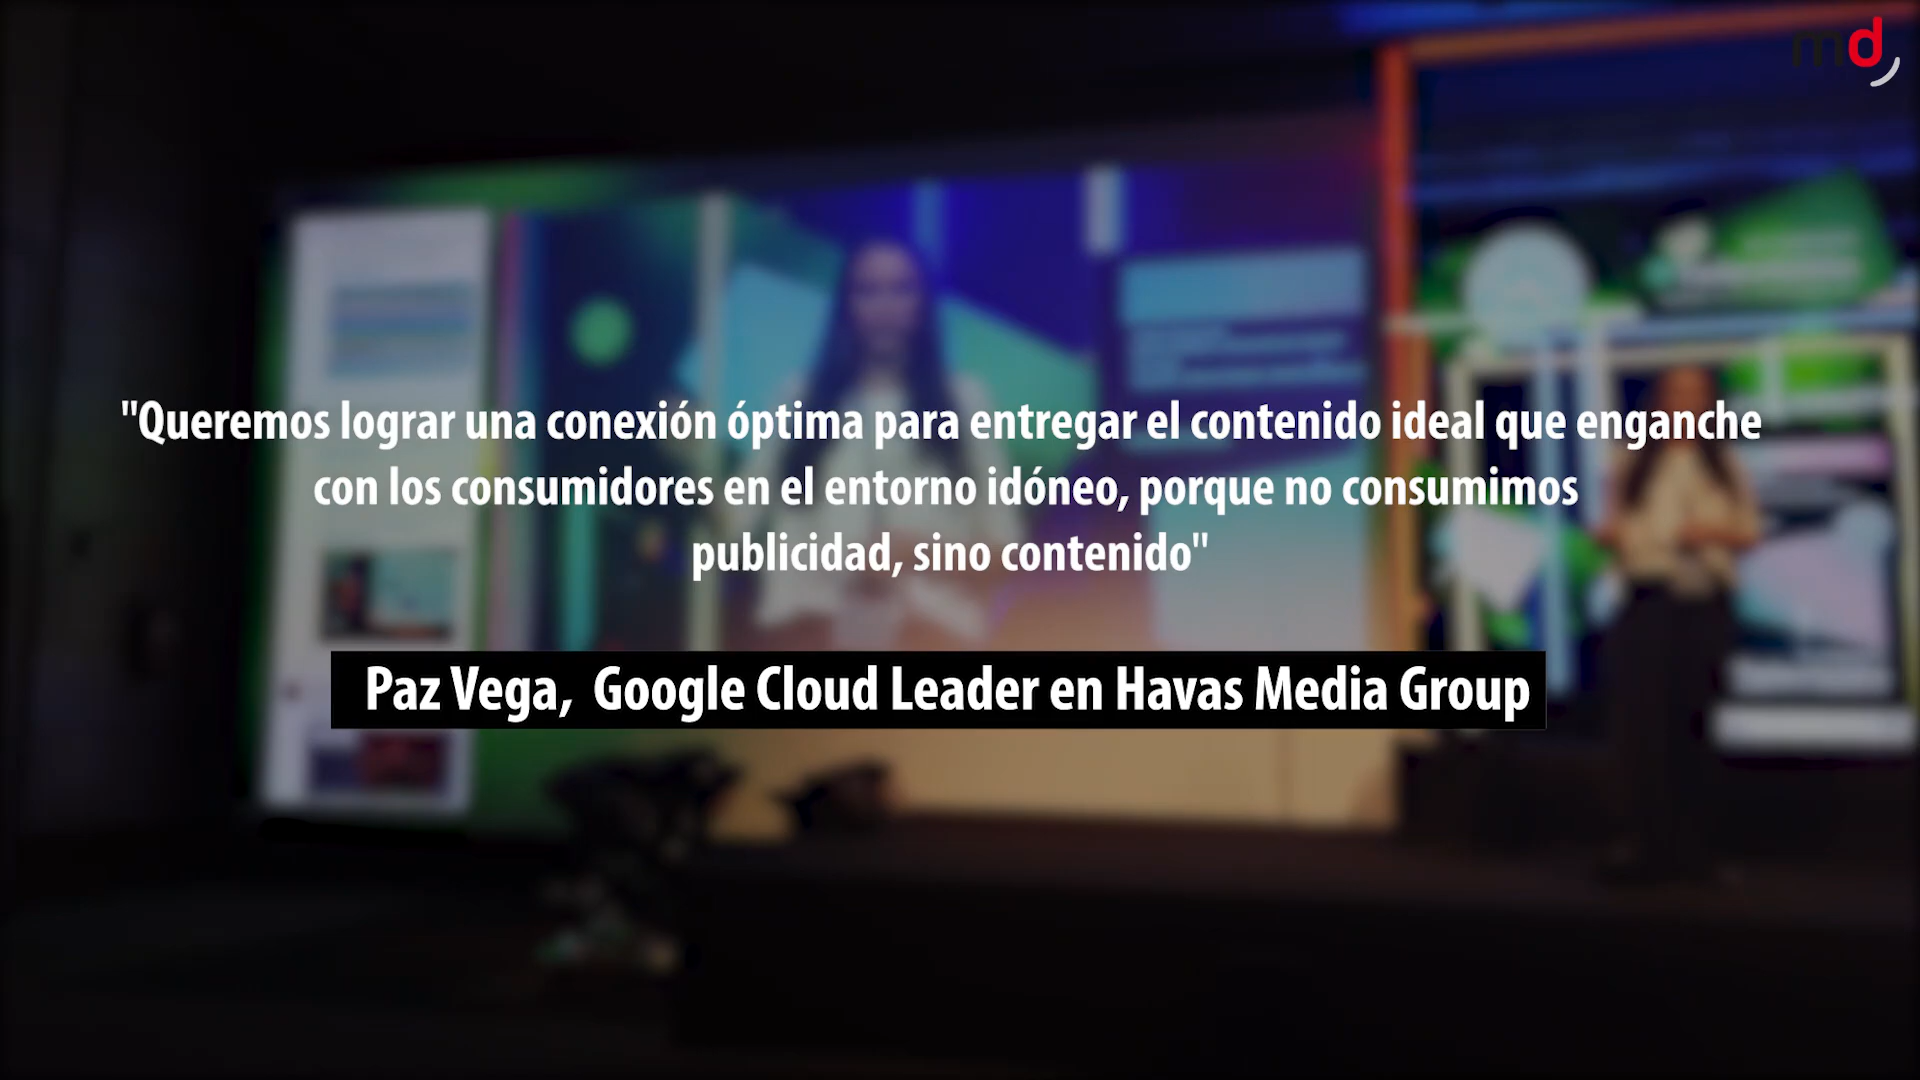 md
"Queremos lograr una conexión óptima para entregar el contenido ideal que enganche
con los consumidores en el entorno idóneo, porque no consumimos
publicidad, sino contenido"
Paz Vega, Google Cloud Leader en Havas Media Group